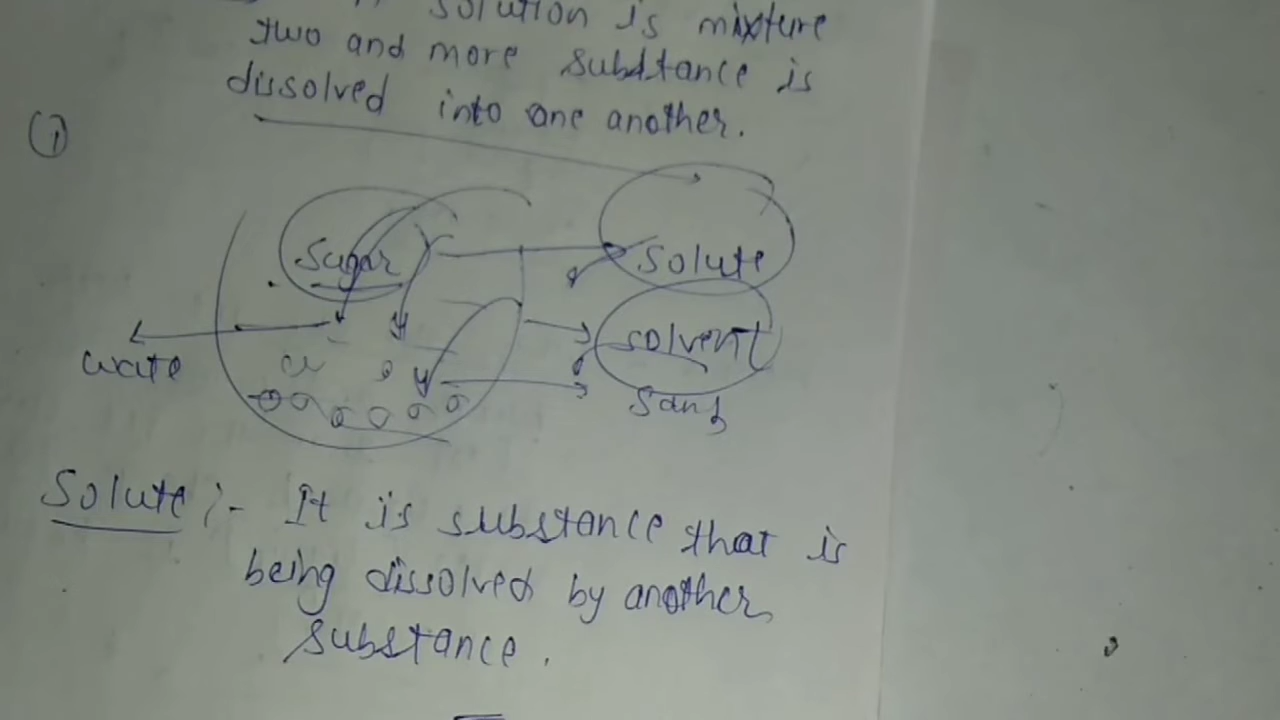 solution is mixture
two and more substance is
dissolved into one another.
(1)
Sugar
solute
solvent
Sand
Solute :- It is substance that is
being dissolved by another
substance.